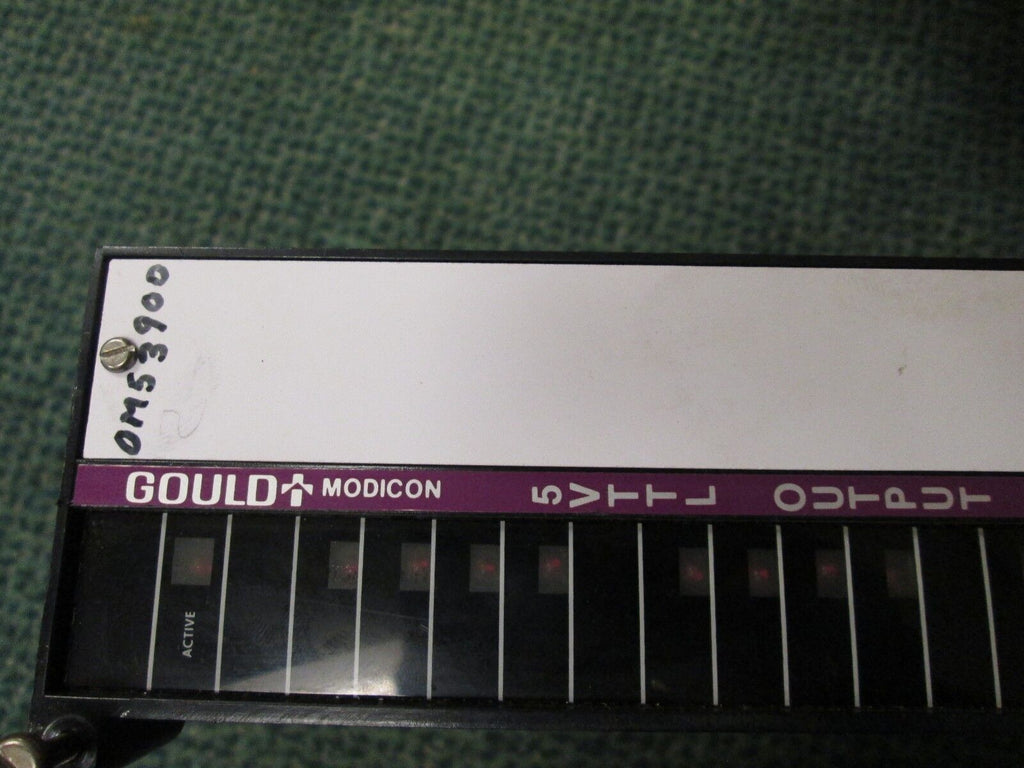 OM53900
GOULD MODICON 5V TTL OUTPUT
ACTIVE